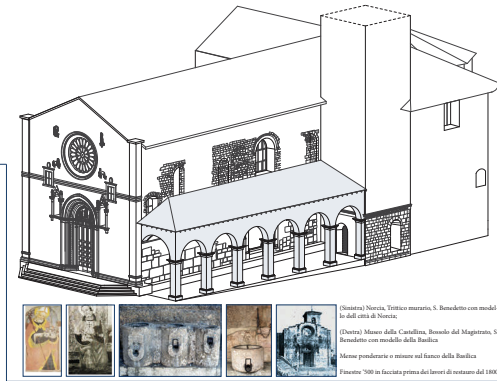 (Sinistra) Norcia, Trittico murario, S. Benedetto con model-
lo dell città di Norcia;
(Dextra) Museo della Castellina, Bossolo del Magistrato, S.
Benedetto con modello della Basilica
Mense ponderarie o misure sul fianco della Basilica
Finestre '500 in facciata prima dei lavori di restauro del 1800